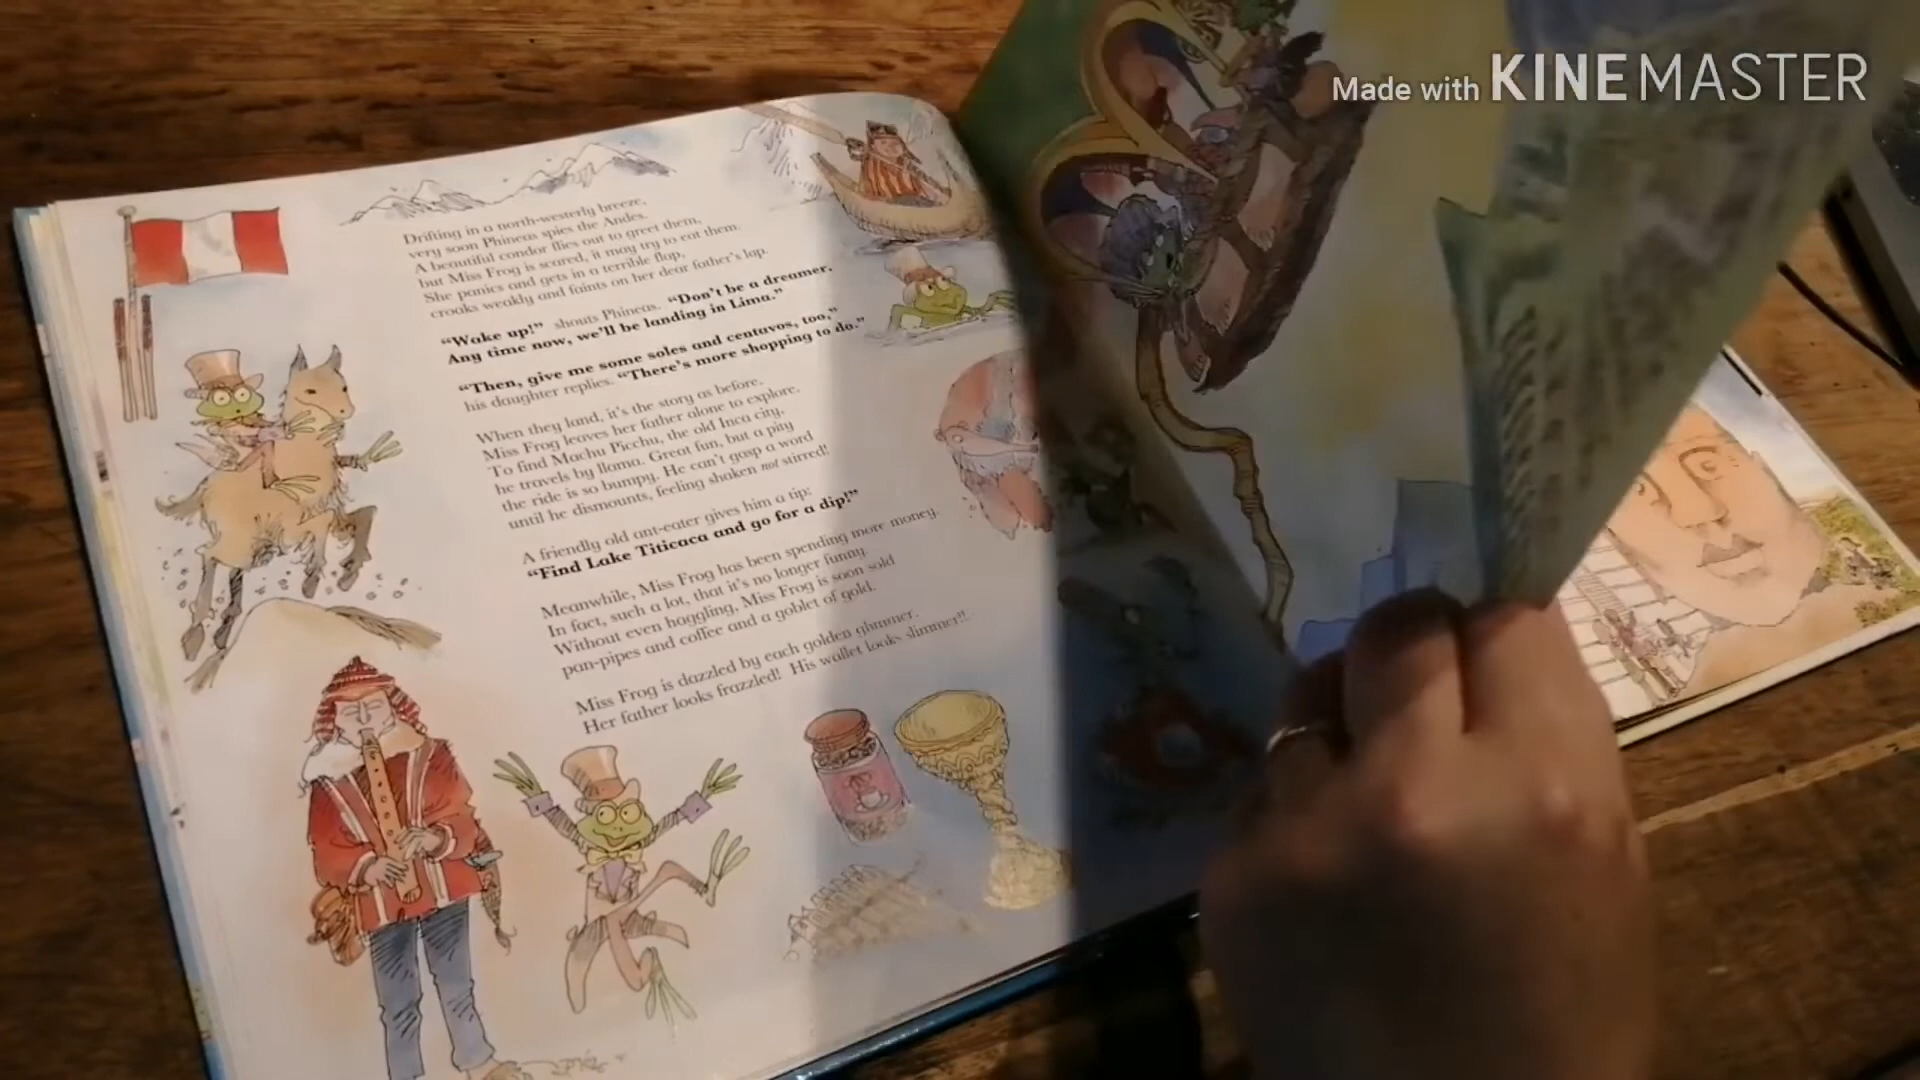 Made with KINEMASTER
Drifting in a north-westerly breeze,
very soon Phineas spies the Andes.
A beautiful condor flies out to greet them,
but Miss Frog is scared, it may try to eat them.
She panics and gets in a terrible flap,
croaks weakly and faints on her dear father's lap.
“Wake up!” shouts Phineas. “Don't be a dreamer.
Any time now, we'll be landing in Lima.”
“Then, give me some soles and centavos, too,”
his daughter replies. “There's more shopping to do.”
When they land, it's the story as before.
Miss Frog leaves her father alone to explore.
To find Machu Picchu, the old Inca city,
he travels by llama. Great fun, but a pity
the ride is so bumpy. He can't gasp a word
until he dismounts, feeling shaken not stirred!
A friendly old ant-eater gives him a tip:
“Find Lake Titicaca and go for a dip!”
Meanwhile, Miss Frog has been spending more money.
In fact, such a lot, that it's no longer funny.
Without even haggling, Miss Frog is soon sold
pan-pipes and coffee and a goblet of gold.
Miss Frog is dazzled by each golden glimmer.
Her father looks frazzled! His wallet looks slimmer!!